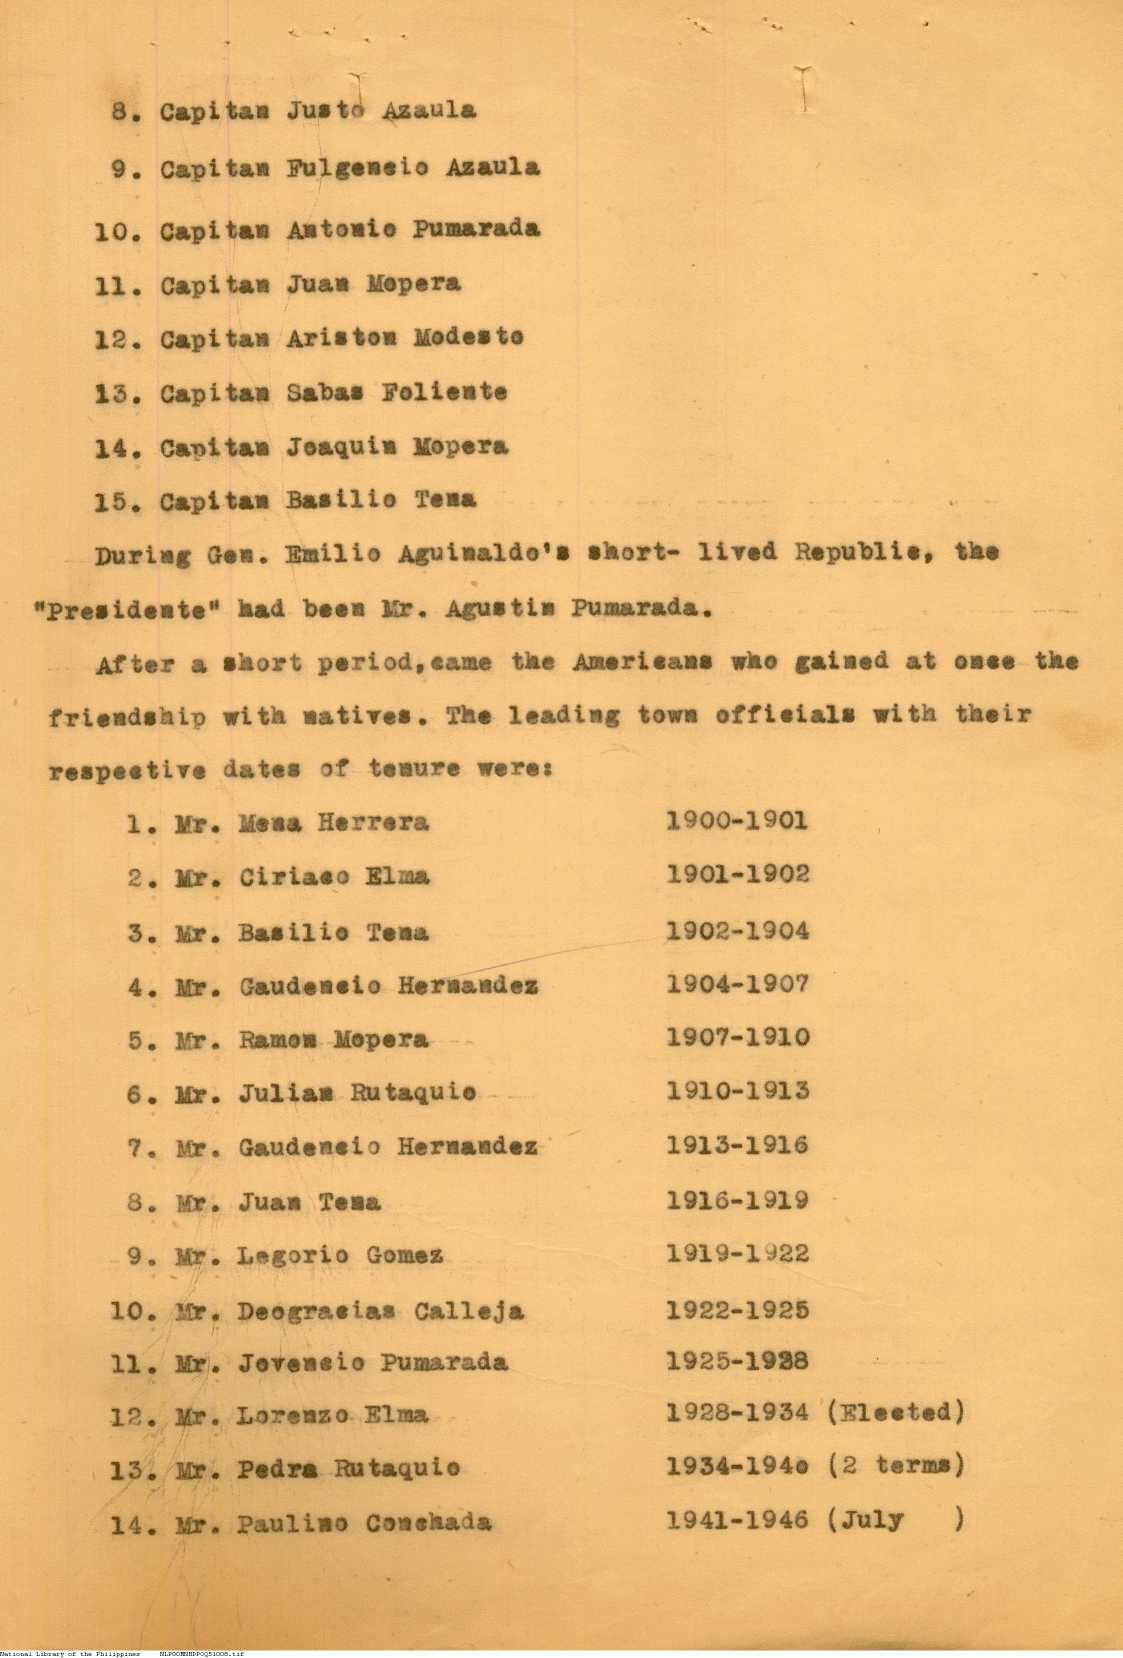 8. Capitan Justo Azaula
9. Capitan Fulgencio Azaula
10. Capitan Antonio Pumarada
11. Capitan Juan Mopera
12. Capitan Ariston Modesto
13. Capitan Sabas Foliente
14. Capitan Joaquin Mopera
15. Capitan Basilio Tena
During Gen. Emilio Aguinaldo's short- lived Republic, the
"Presidente" had been Mr. Agustin Pumarada.
After a short period,came the Americans who gained at once the
friendship with natives. The leading town officials with their
respective dates of tenure were:
1. Mr. Mena Herrera 1900-1901
2. Mr. Ciriaco Elma 1901-1902
3. Mr. Basilio Tena 1902-1904
4. Mr. Gaudencio Hernandez 1904-1907
5. Mr. Ramon Mopera 1907-1910
6. Mr. Julian Rutaquio 1910-1913
7. Mr. Gaudencio Hernandez 1913-1916
8. Mr. Juan Tena 1916-1919
9. Mr. Legorio Gomez 1919-1922
10. Mr. Deogracias Calleja 1922-1925
11. Mr. Jovencio Pumarada 1925-1928
12. Mr. Lorenzo Elma 1928-1934 (Elected)
13. Mr. Pedra Rutaquio 1934-194o (2 terms)
14. Mr. Paulino Conchada 1941-1946 (July )
National Library of the Philippines